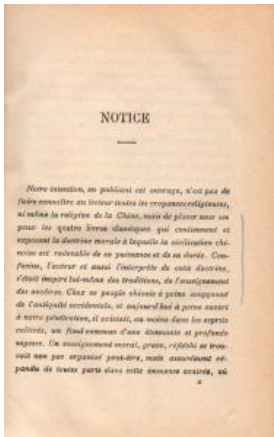 NOTICE
Notre intention, en publiant cet ouvrage, n'est pas de
faire connaître au lecteur toutes les croyances religieuses,
ni même la religion de la Chine, mais de placer sous ses
yeux les quatre livres classiques qui contiennent et
exposent la doctrine morale à laquelle la civilisation chi-
noise est redevable de sa puissance et de sa durée. Con-
fucius, l'auteur et aussi l'interprète de cette doctrine,
s'était inspiré lui-même des traditions, de l'enseignement
des ancêtres. Chez ce peuple chinois à peine soupçonné
de l'antiquité occidentale, et aujourd'hui à peine ouvert
à notre pénétration, il existait, au moins dans les esprits
cultivés, un fond commun d'une étonnante et profonde
sagesse. Un enseignement moral, grave, réfléchi se trou-
vait non pas organisé peut-être, mais assurément ré-
pandu de toutes parts dans cet immense empire, où